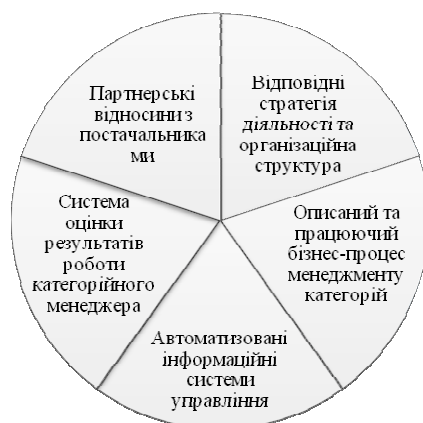 Партнерські
відносини з
постачальника
ми
Відповідні
стратегія
діяльності та
організаційна
структура
Описаний та
працюючий
бізнес-процес
менеджменту
категорій
Автоматизовані
інформаційні
системи
управління
Система
оцінки
результатів
роботи
категорійного
менеджера